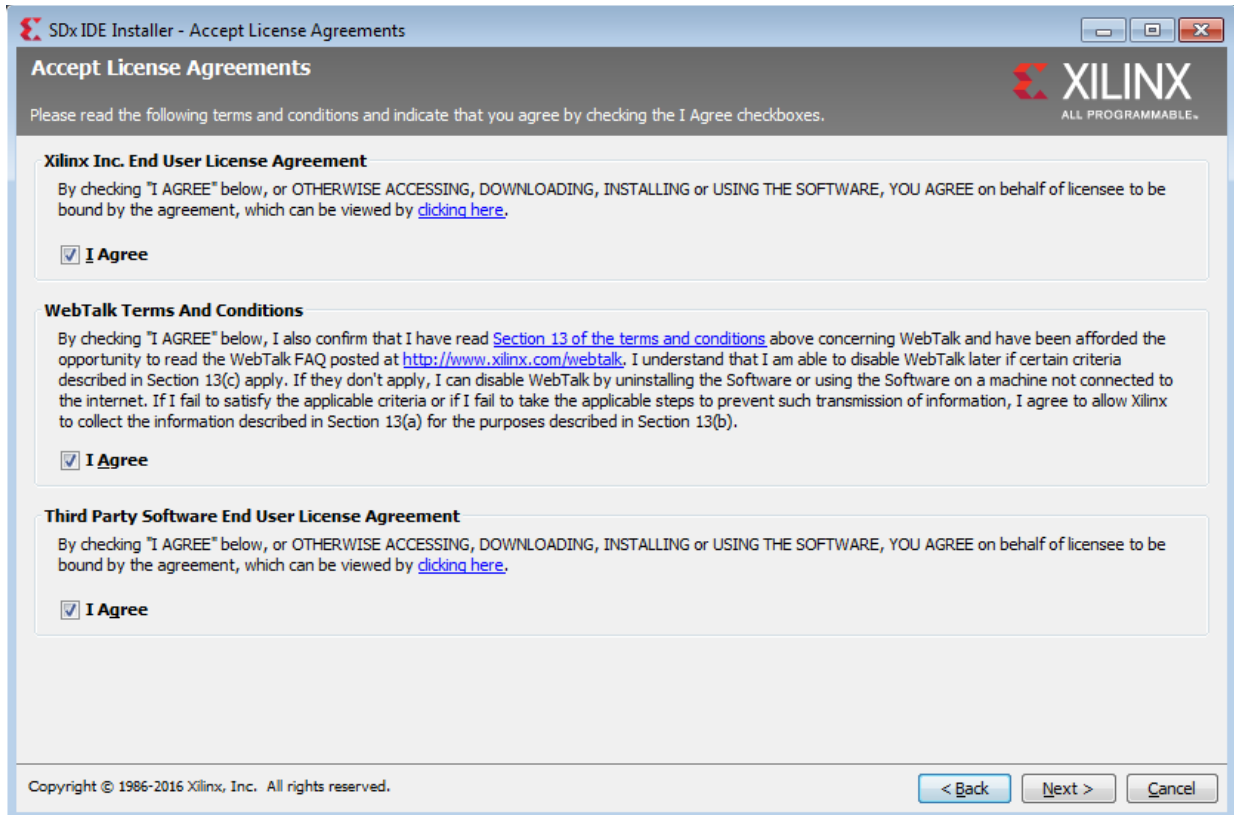 SDx IDE Installer - Accept License Agreements
Accept License Agreements
XILINX
ALL PROGRAMMABLE™
Please read the following terms and conditions and indicate that you agree by checking the I Agree checkboxes.
Xilinx Inc. End User License Agreement
By checking "I AGREE" below, or OTHERWISE ACCESSING, DOWNLOADING, INSTALLING or USING THE SOFTWARE, YOU AGREE on behalf of licensee to be
bound by the agreement, which can be viewed by clicking here.
I Agree
WebTalk Terms And Conditions
By checking "I AGREE" below, I also confirm that I have read Section 13 of the terms and conditions above concerning WebTalk and have been afforded the
opportunity to read the WebTalk FAQ posted at http://www.xilinx.com/webtalk. I understand that I am able to disable WebTalk later if certain criteria
described in Section 13(c) apply. If they don't apply, I can disable WebTalk by uninstalling the Software or using the Software on a machine not connected to
the internet. If I fail to satisfy the applicable criteria or if I fail to take the applicable steps to prevent such transmission of information, I agree to allow Xilinx
to collect the information described in Section 13(a) for the purposes described in Section 13(b).
I Agree
Third Party Software End User License Agreement
By checking "I AGREE" below, or OTHERWISE ACCESSING, DOWNLOADING, INSTALLING or USING THE SOFTWARE, YOU AGREE on behalf of licensee to be
bound by the agreement, which can be viewed by clicking here.
I Agree
Copyright © 1986-2016 Xilinx, Inc. All rights reserved.
< Back Next > Cancel